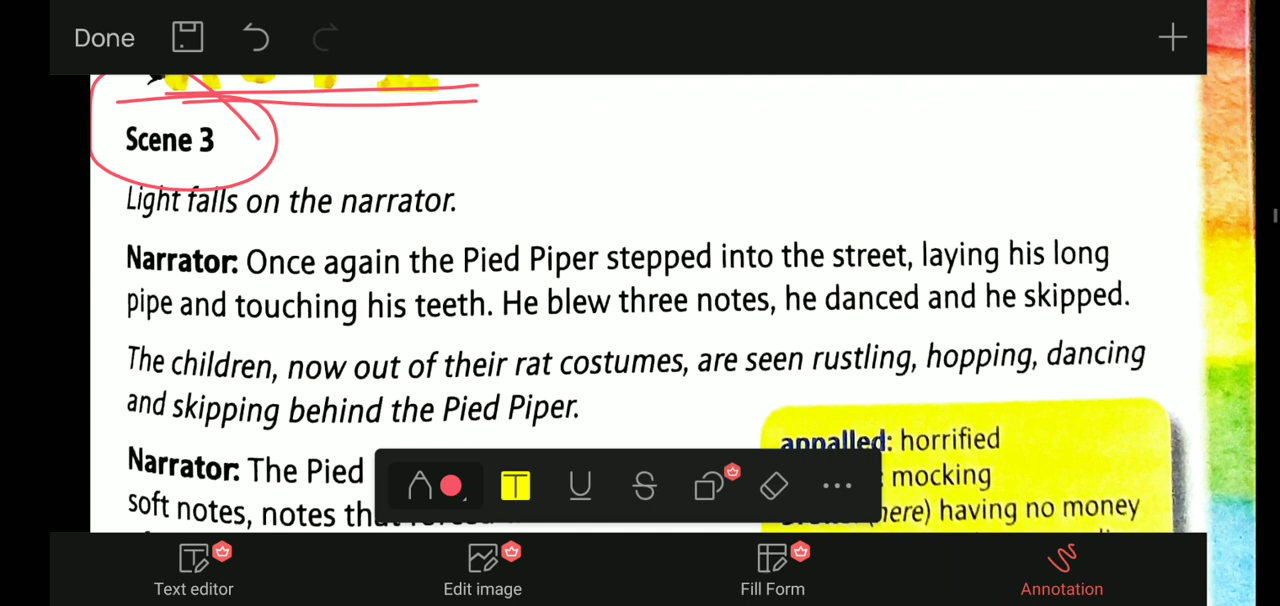 Done
Scene 3
Light falls on the narrator.
Narrator: Once again the Pied Piper stepped into the street, laying his long
pipe and touching his teeth. He blew three notes, he danced and he skipped.
The children, now out of their rat costumes, are seen rustling, hopping, dancing
and skipping behind the Pied Piper.
Narrator: The Pied
soft notes, notes that forced
appalled: horrified
mocking
(here) having no money
Text editor
Edit image
Fill Form
Annotation